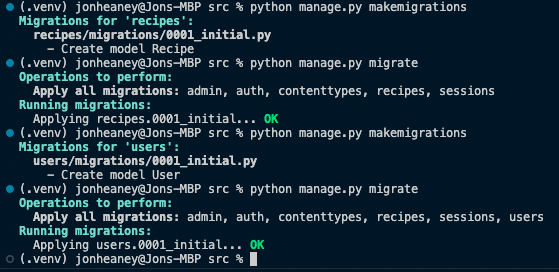 (.venv) jonheaney@Jons-MBP src % python manage.py makemigrations
Migrations for 'recipes':
recipes/migrations/0001_initial.py
- Create model Recipe
(.venv) jonheaney@Jons-MBP src % python manage.py migrate
Operations to perform:
Apply all migrations: admin, auth, contenttypes, recipes, sessions
Running migrations:
Applying recipes.0001_initial... OK
(.venv) jonheaney@Jons-MBP src % python manage.py makemigrations
Migrations for 'users':
users/migrations/0001_initial.py
- Create model User
(.venv) jonheaney@Jons-MBP src % python manage.py migrate
Operations to perform:
Apply all migrations: admin, auth, contenttypes, recipes, sessions, users
Running migrations:
Applying users.0001_initial... OK
(.venv) jonheaney@Jons-MBP src %